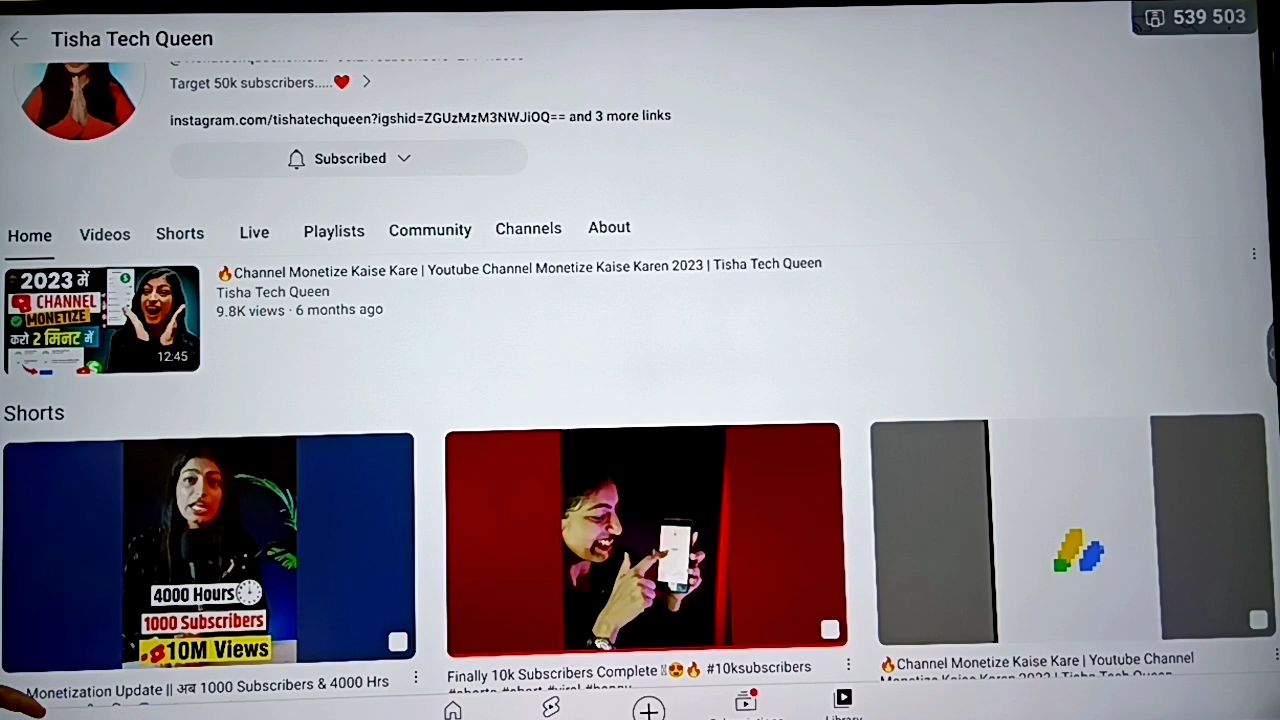 539 503
Tisha Tech Queen
Target 50k subscribers.....❤️ >
instagram.com/tishatechqueen?igshid=ZGUzMzM3NWJiOQ== and 3 more links
Subscribed
Home Videos Shorts Live Playlists Community Channels About
2023 में
CHANNEL
MONETIZE
करो 2 मिनट में
12:45
🔥Channel Monetize Kaise Kare | Youtube Channel Monetize Kaise Karen 2023 | Tisha Tech Queen
Tisha Tech Queen
9.8K views · 6 months ago
Shorts
4000 Hours
1000 Subscribers
10M Views
Monetization Update || अब 1000 Subscribers & 4000 Hrs
Finally 10k Subscribers Complete 😍🔥 #10ksubscribers
#shorts #short #viral #happy
🔥Channel Monetize Kaise Kare | Youtube Channel
Monetize Kaise Karen 2023 | Tisha Tech Queen
Library